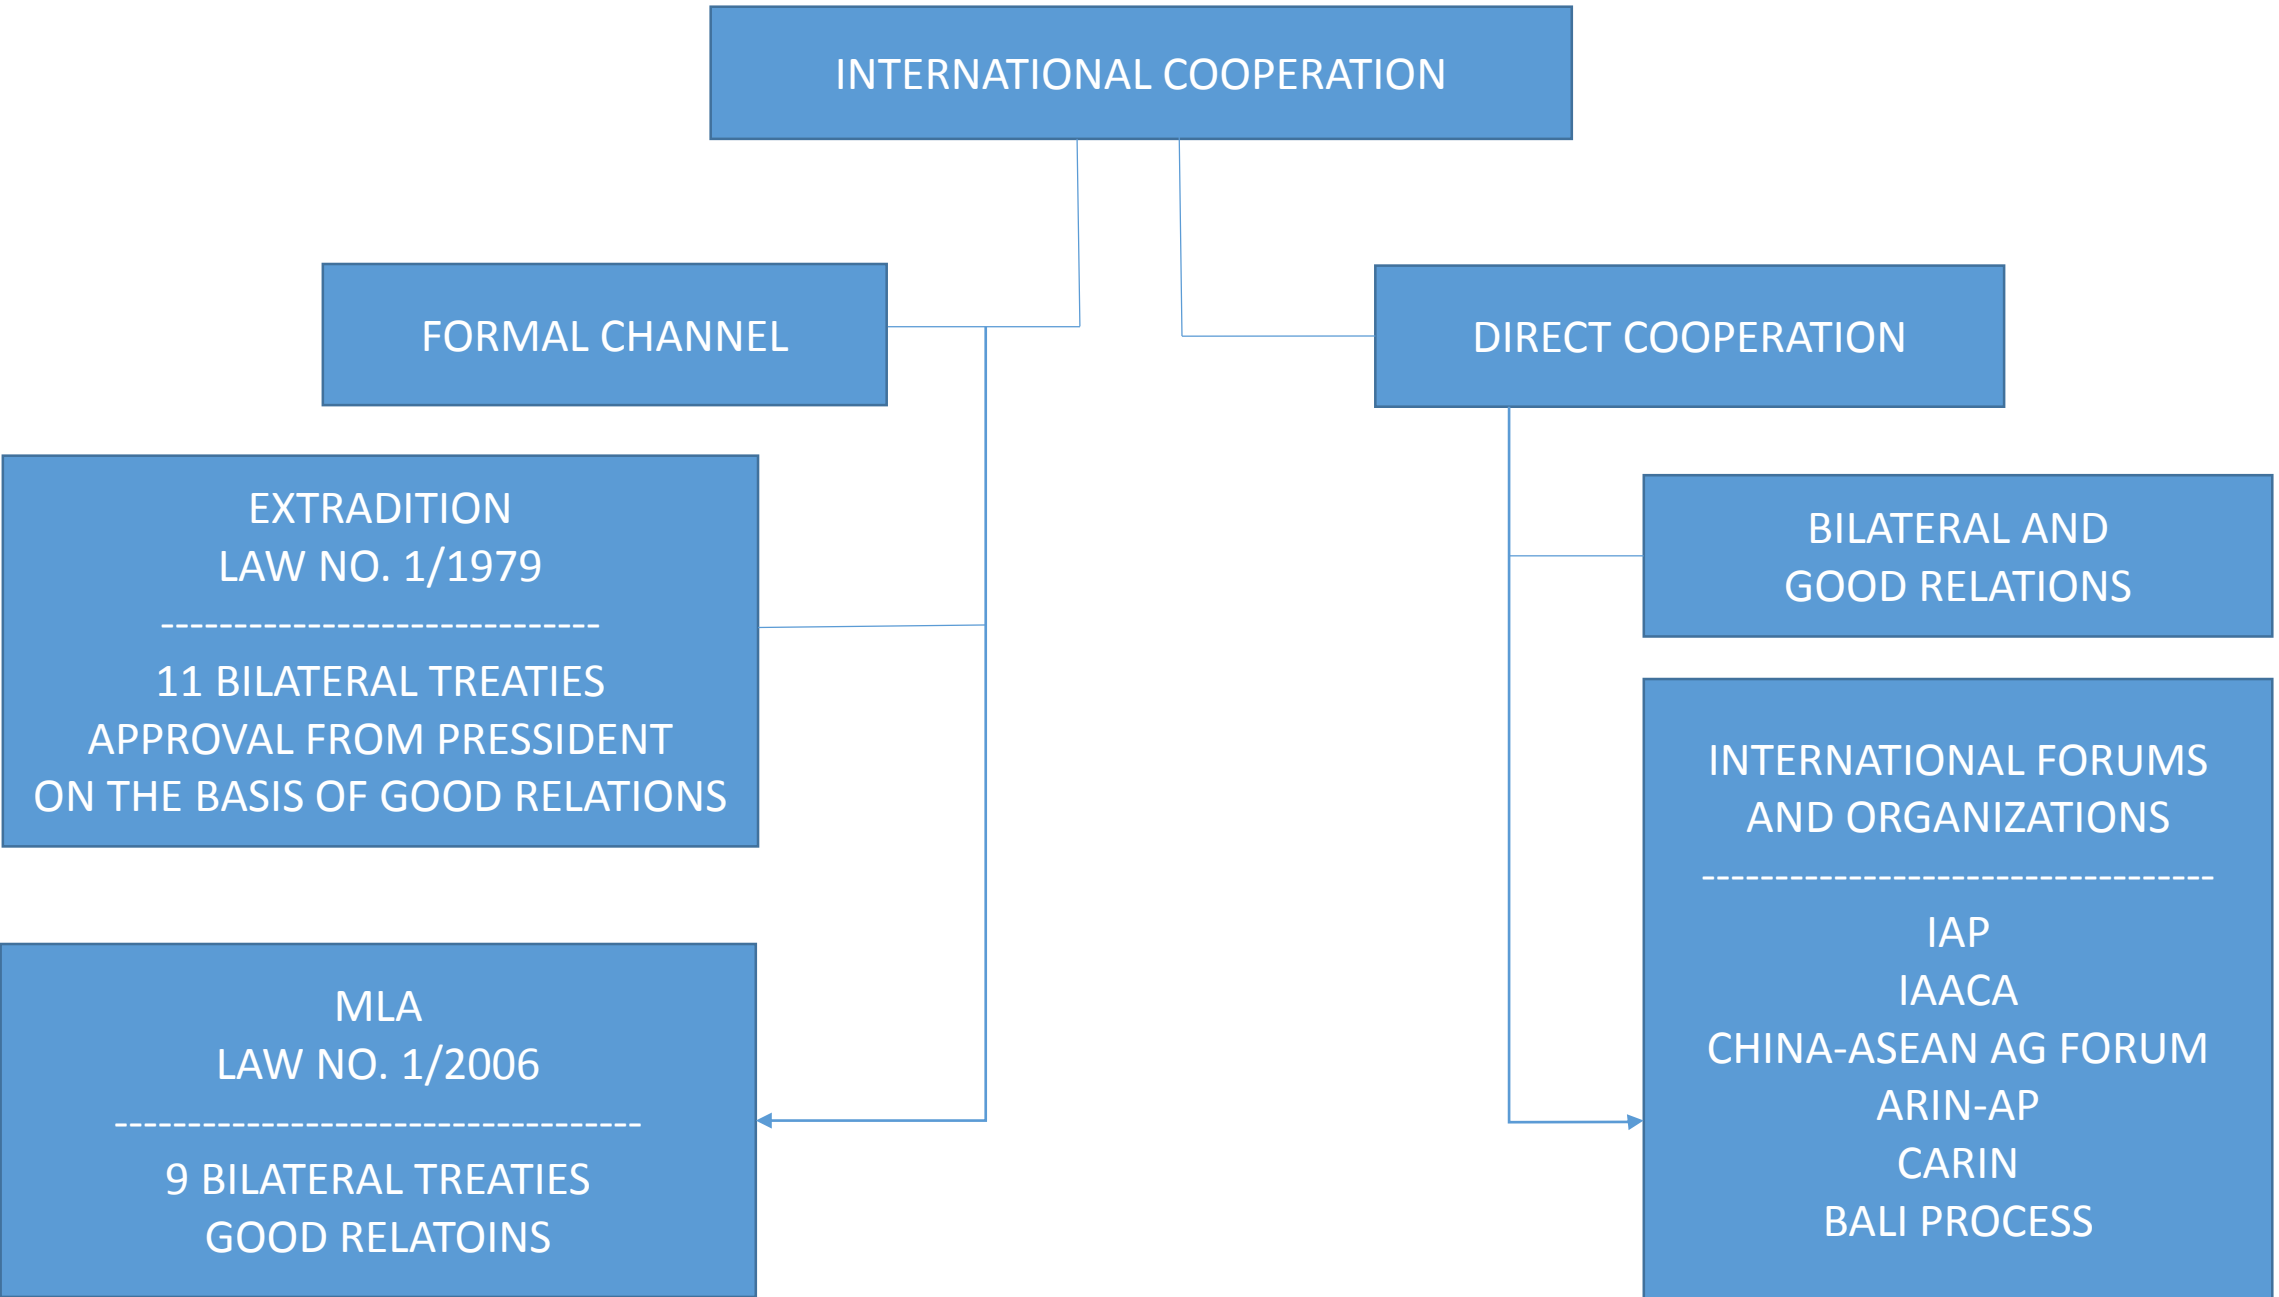 INTERNATIONAL COOPERATION
FORMAL CHANNEL
DIRECT COOPERATION
EXTRADITION
LAW NO. 1/1979
------------------------------
11 BILATERAL TREATIES
APPROVAL FROM PRESSIDENT
ON THE BASIS OF GOOD RELATIONS
BILATERAL AND
GOOD RELATIONS
MLA
LAW NO. 1/2006
------------------------------------
9 BILATERAL TREATIES
GOOD RELATOINS
INTERNATIONAL FORUMS
AND ORGANIZATIONS
-----------------------------------
IAP
IAACA
CHINA-ASEAN AG FORUM
ARIN-AP
CARIN
BALI PROCESS